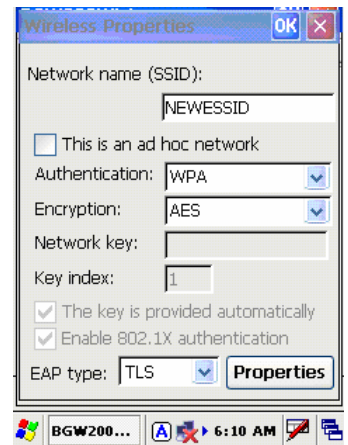 Wireless Properties OK
Network name (SSID):
NEWESSID
This is an ad hoc network
Authentication: WPA
Encryption: AES
Network key:
Key index: 1
The key is provided automatically
Enable 802.1X authentication
EAP type: TLS Properties
BGW200... A 6:10 AM